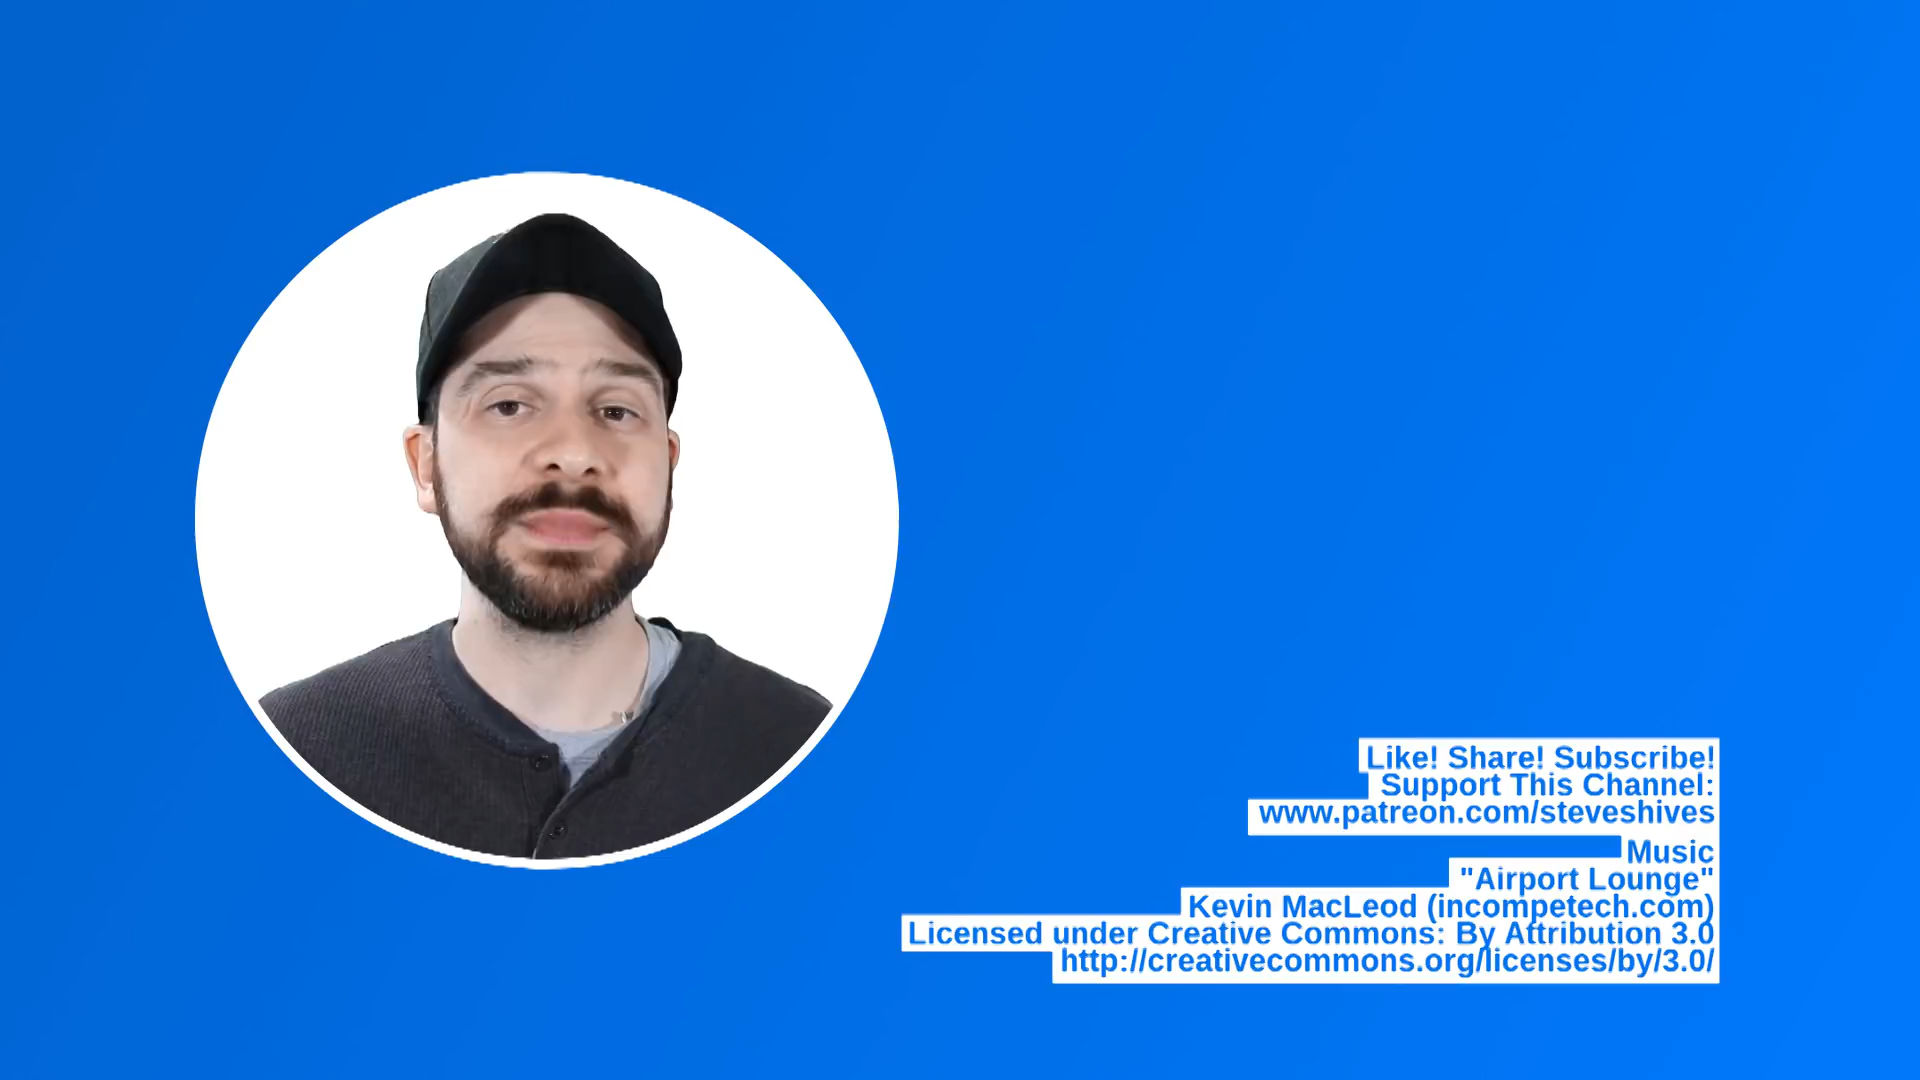 Like! Share! Subscribe!
Support This Channel:
www.patreon.com/steveshives
Music
"Airport Lounge"
Kevin MacLeod (incompetech.com)
Licensed under Creative Commons: By Attribution 3.0
http://creativecommons.org/licenses/by/3.0/